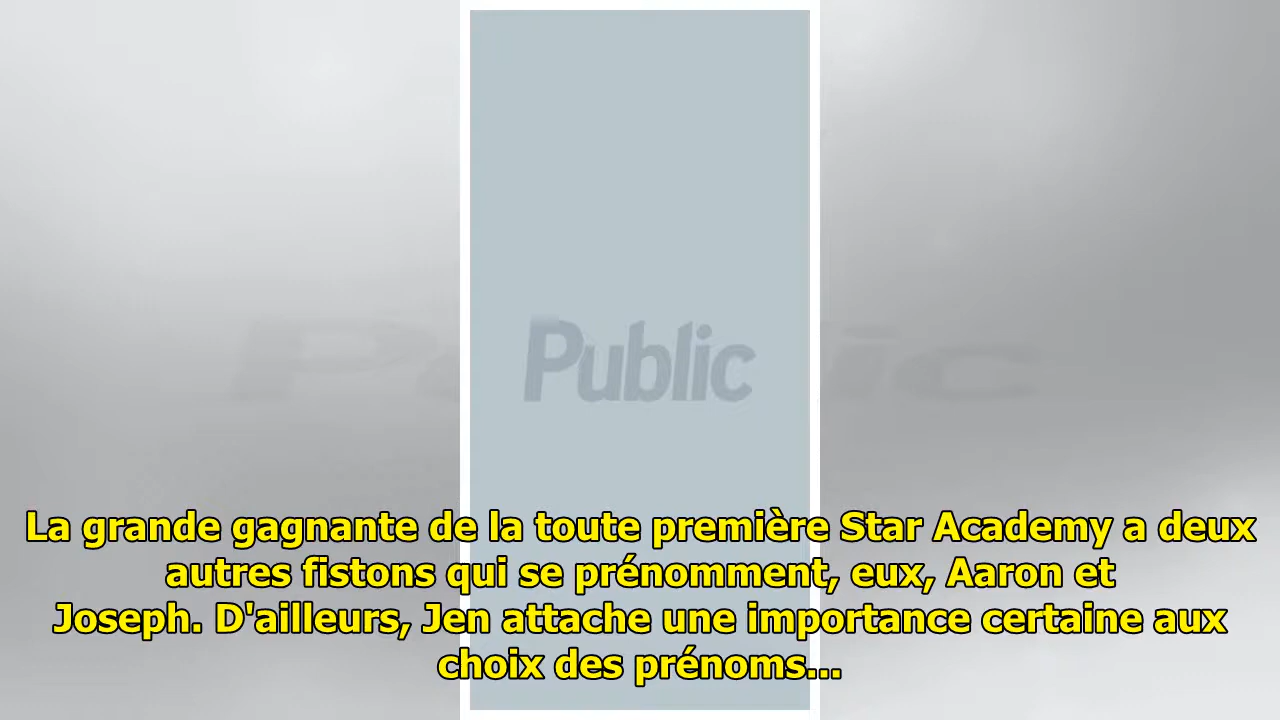 Public
La grande gagnante de la toute première Star Academy a deux
autres fistons qui se prénomment, eux, Aaron et
Joseph. D'ailleurs, Jen attache une importance certaine aux
choix des prénoms...